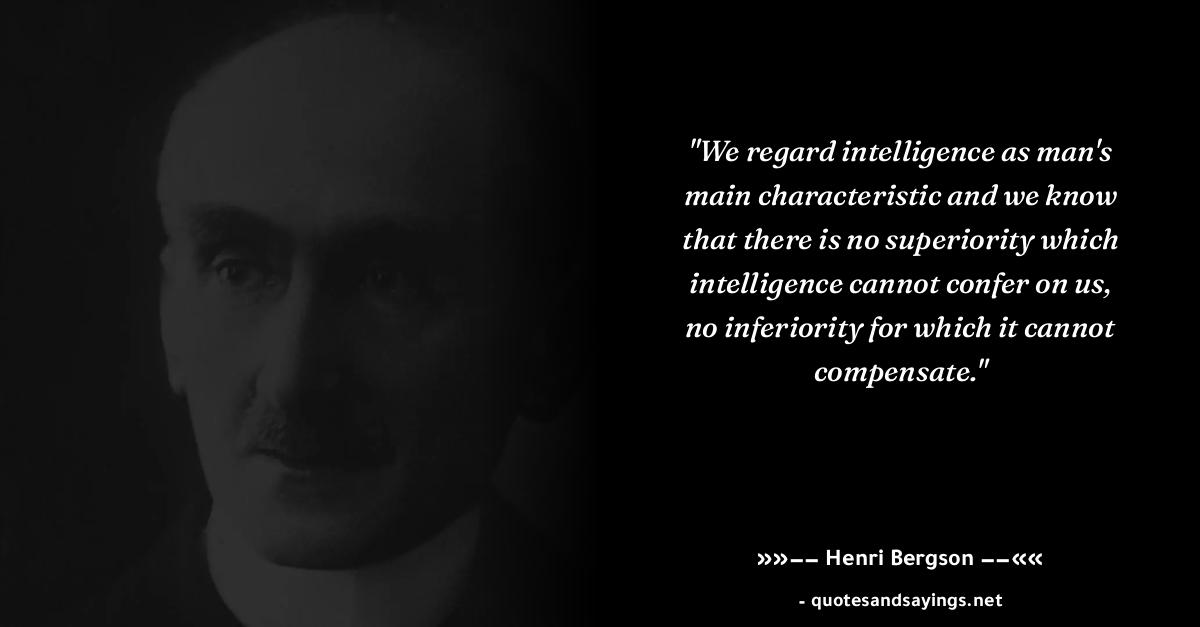 "We regard intelligence as man's
main characteristic and we know
that there is no superiority which
intelligence cannot confer on us,
no inferiority for which it cannot
compensate."
»»−− Henri Bergson −−««
- quotesandsayings.net